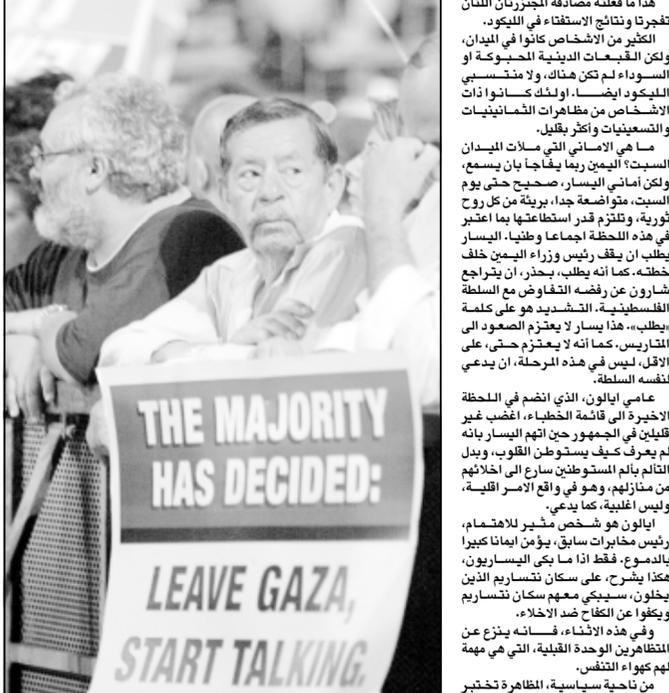 هذا ما فعلته مصادقة المجنزرتان اللتان
تفجرتا ونتائج الاستفتاء في الليكود.
الكثير من الاشخاص كانوا في الميدان،
ولكن القبعات الدينية المحبوكة او
السوداء لم تكن هناك، ولا منتسبي
الليكود ايضا. اولئك كانوا ذات
الاشخاص من مظاهرات الثمانينيات
والتسعينيات وأكثر بقليل.
ما هي الاماني التي ملأت الميدان
السبت؟ اليمين ربما يفاجأ بان يسمع،
ولكن أماني اليسار، صحيح حتى يوم
السبت، متواضعة جدا، بريئة من كل روح
ثورية، وتلتزم قدر استطاعتها بما اعتبر
في هذه اللحظة اجماعا وطنيا. اليسار
يطلب ان يقف رئيس وزراء اليمين خلف
خطته. كما أنه يطلب، بحذر، ان يتراجع
شارون عن رفضه التفاوض مع السلطة
الفلسطينية. التشديد هو على كلمة
«يطلب». هذا يسار لا يعتزم الصعود الى
المتاريس. كما أنه لا يعتزم حتى، على
الاقل، ليس في هذه المرحلة، ان يدعي
لنفسه السلطة.
عامي ايالون، الذي انضم في اللحظة
الاخيرة الى قائمة الخطباء، اغضب غير
قليلين في الجمهور حين اتهم اليسار بانه
لم يعرف كيف يستوطن القلوب، وبدل
التألم بألم المستوطنين سارع الى اخلائهم
من منازلهم، وهو في واقع الامر اقلية،
وليس اغلبية، كما يدعي.
ايالون هو شخص مثير للاهتمام،
رئيس مخابرات سابق، يؤمن ايمانا كبيرا
بالدموع. فقط اذا ما بكى اليساريون،
هكذا يشرح، على سكان نتساريم الذين
يخلون، سيبكي معهم سكان نتساريم
ويكفوا عن الكفاح ضد الاخلاء.
وفي هذه الاثناء، فانه ينزع عن
المتظاهرين الوحدة القبلية، التي هي مهمة
لهم كهواء التنفس.
من ناحية سياسية، المظاهرة تختبر
THE MAJORITY
HAS DECIDED:
LEAVE GAZA,
START TALKING.